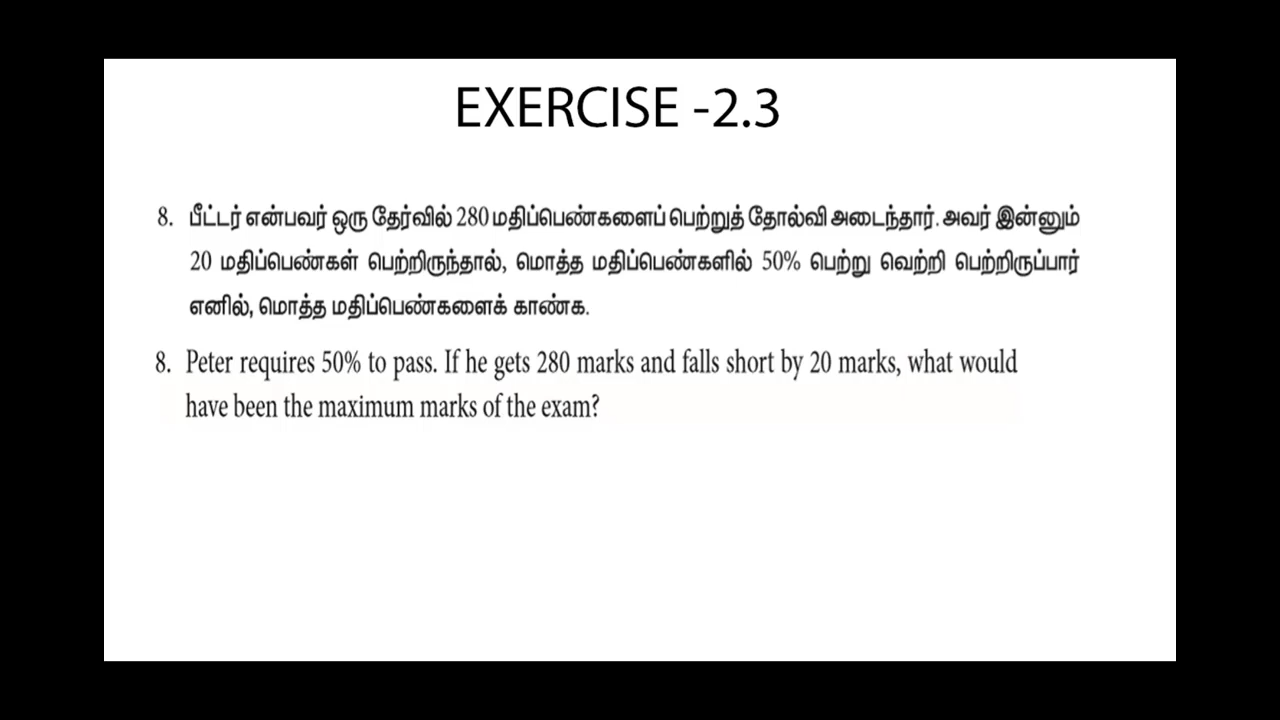 EXERCISE -2.3
8. பீட்டர் என்பவர் ஒரு தேர்வில் 280 மதிப்பெண்களைப் பெற்றுத் தோல்வி அடைந்தார். அவர் இன்னும்
20 மதிப்பெண்கள் பெற்றிருந்தால், மொத்த மதிப்பெண்களில் 50% பெற்று வெற்றி பெற்றிருப்பார்
எனில், மொத்த மதிப்பெண்களைக் காண்க.
8. Peter requires 50% to pass. If he gets 280 marks and falls short by 20 marks, what would
have been the maximum marks of the exam?